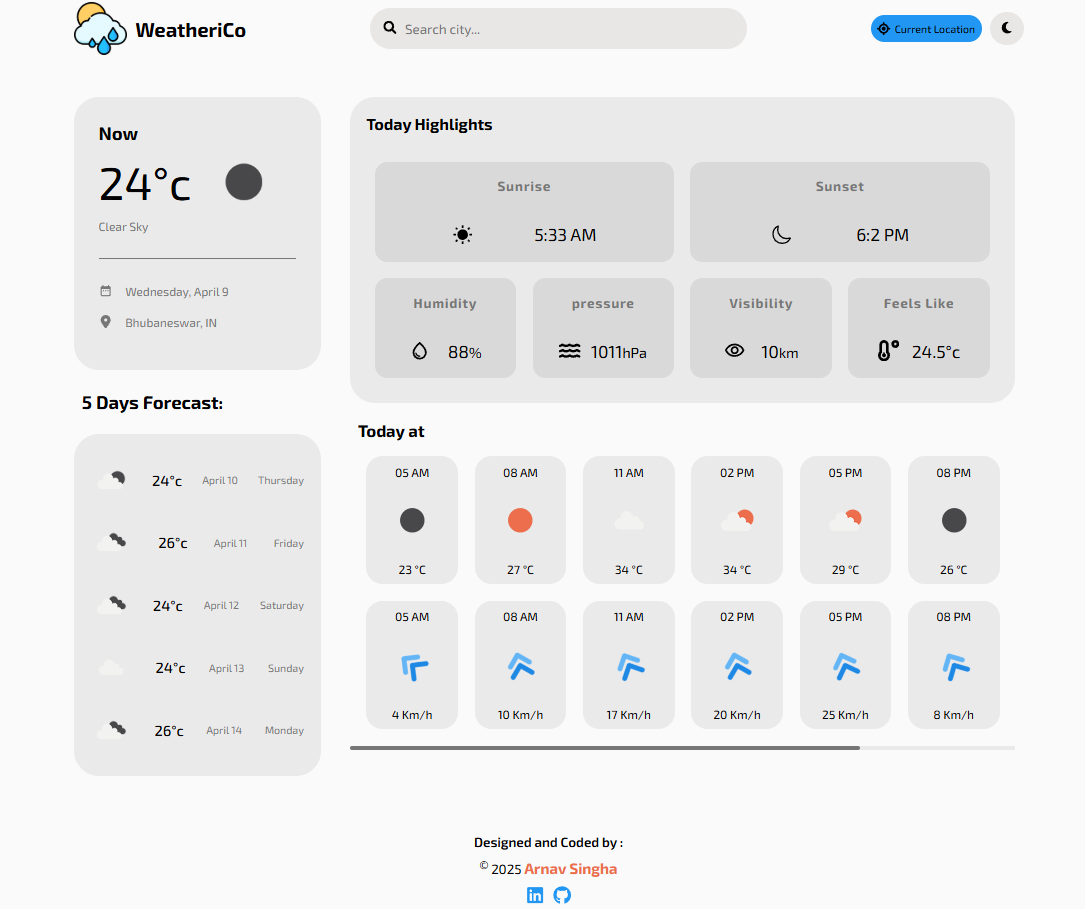 WeatheriCo
Search city...
Current Location
Now
24°c
Clear Sky
Wednesday, April 9
Bhubaneswar, IN
5 Days Forecast:
24°c April 10 Thursday
26°c April 11 Friday
24°c April 12 Saturday
24°c April 13 Sunday
26°c April 14 Monday
Today Highlights
Sunrise
5:33 AM
Sunset
6:2 PM
Humidity
88%
pressure
1011hPa
Visibility
10km
Feels Like
24.5°c
Today at
05 AM 08 AM 11 AM 02 PM 05 PM 08 PM
23 °C 27 °C 34 °C 34 °C 29 °C 26 °C
05 AM 08 AM 11 AM 02 PM 05 PM 08 PM
4 Km/h 10 Km/h 17 Km/h 20 Km/h 25 Km/h 8 Km/h
Designed and Coded by :
© 2025 Arnav Singha
in